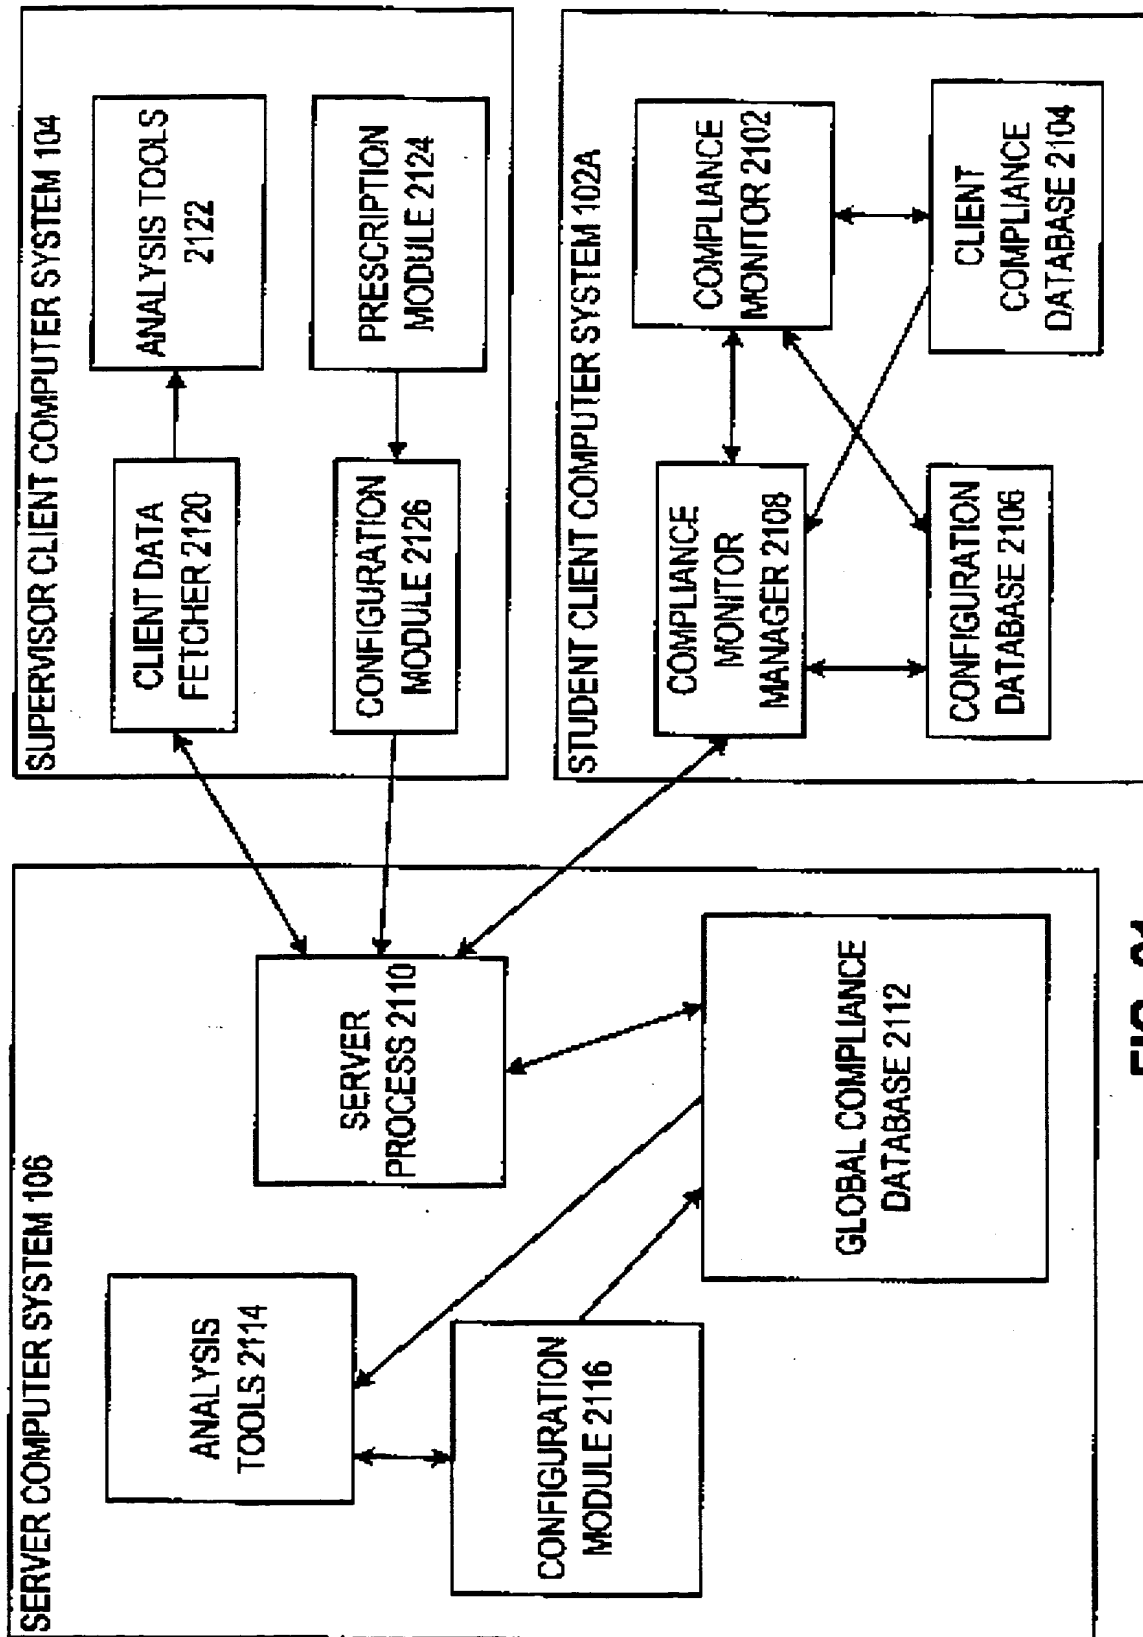 SERVER COMPUTER SYSTEM 106
ANALYSIS
TOOLS 2114
CONFIGURATION
MODULE 2116
SERVER
PROCESS 2110
GLOBAL COMPLIANCE
DATABASE 2112
SUPERVISOR CLIENT COMPUTER SYSTEM 104
CLIENT DATA
FETCHER 2120
ANALYSIS TOOLS
2122
CONFIGURATION
MODULE 2126
PRESCRIPTION
MODULE 2124
STUDENT CLIENT COMPUTER SYSTEM 102A
COMPLIANCE
MONITOR
MANAGER 2108
COMPLIANCE
MONITOR 2102
CONFIGURATION
DATABASE 2106
CLIENT
COMPLIANCE
DATABASE 2104